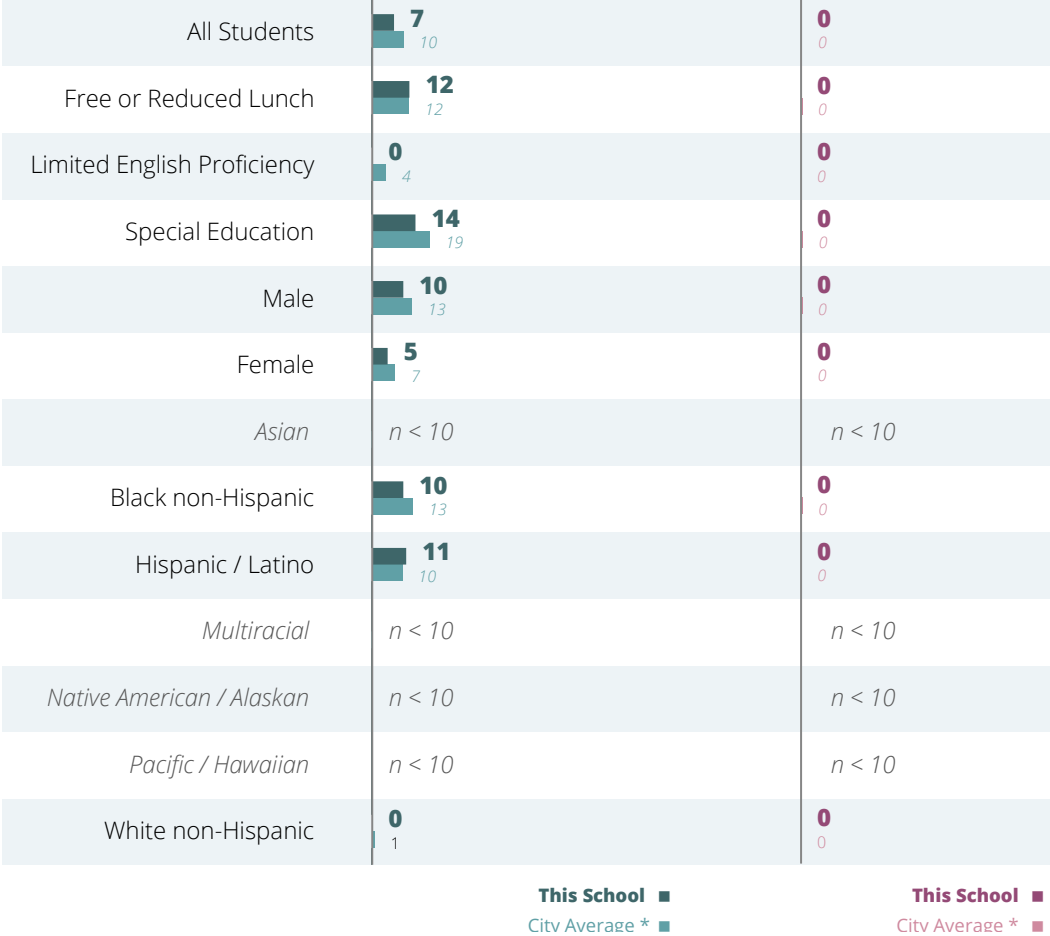 7 0
All Students
10 0
12 0
Free or Reduced Lunch
12 0
0 0
Limited English Proficiency
4 0
14 0
Special Education
19 0
10 0
Male
13 0
5 0
Female
7 0
Asian n < 10 n < 10
10 0
Black non-Hispanic
13 0
11 0
Hispanic / Latino
10 0
Multiracial n < 10 n < 10
Native American / Alaskan n < 10 n < 10
Pacific / Hawaiian n < 10 n < 10
0 0
White non-Hispanic
1 0
This School This School
City Average * City Average *